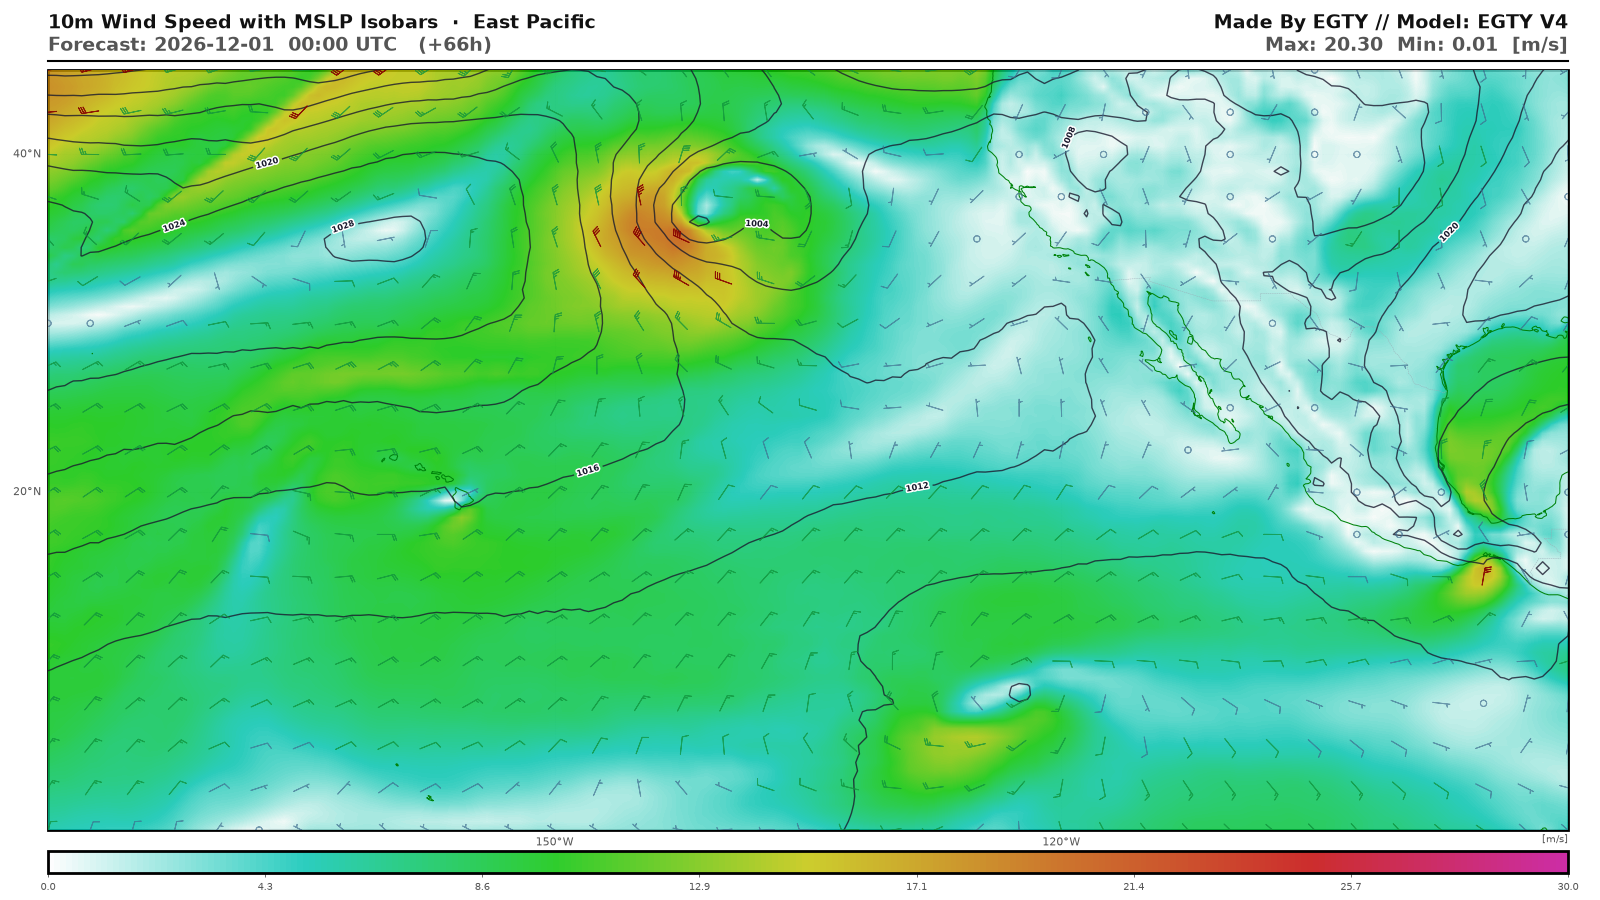 10m Wind Speed with MSLP Isobars  ·  East Pacific
Made By EGTY // Model: EGTY V4
Forecast: 2026-12-01  00:00 UTC   (+66h)
Max: 20.30  Min: 0.01  [m/s]
1008
40°N
1020
1024
1028
1004
1020
1016
1012
20°N
150°W
120°W
[m/s]
0.0
4.3
8.6
12.9
17.1
21.4
25.7
30.0